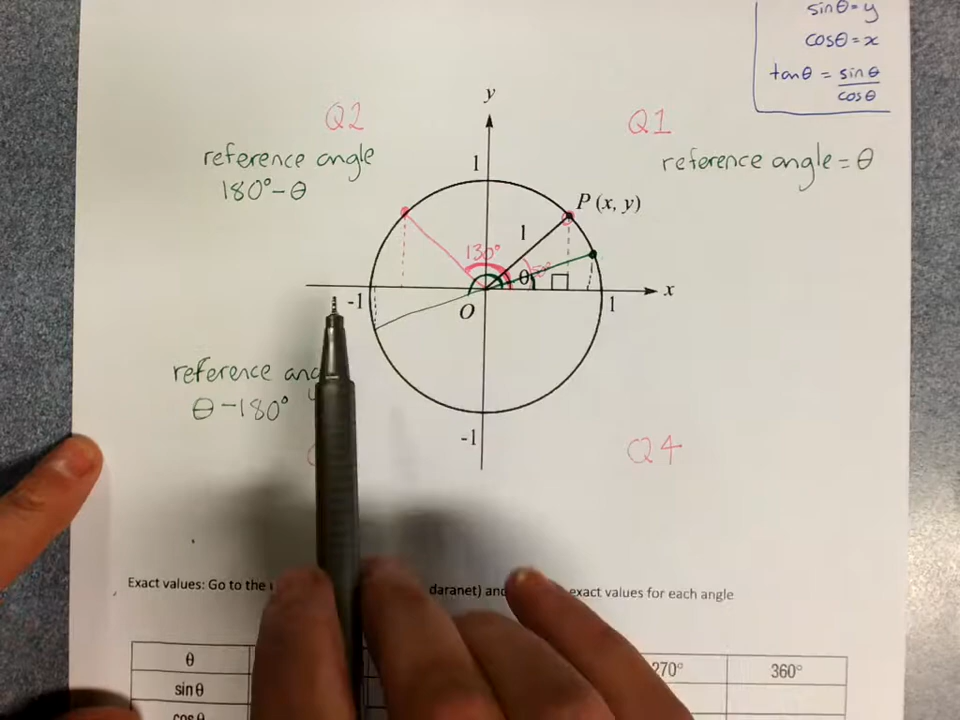 sinθ=y
cosθ=x
tanθ = sinθ
cosθ
y
Q2
Q1
reference angle
180°-θ
reference angle = θ
1
P (x, y)
1
130°
θ
x
-1
O
1
reference
θ-180°
-1
Q4
Exact values: Go to the
daranet) and
exact values for each angle
θ
270°
360°
sinθ
cosθ